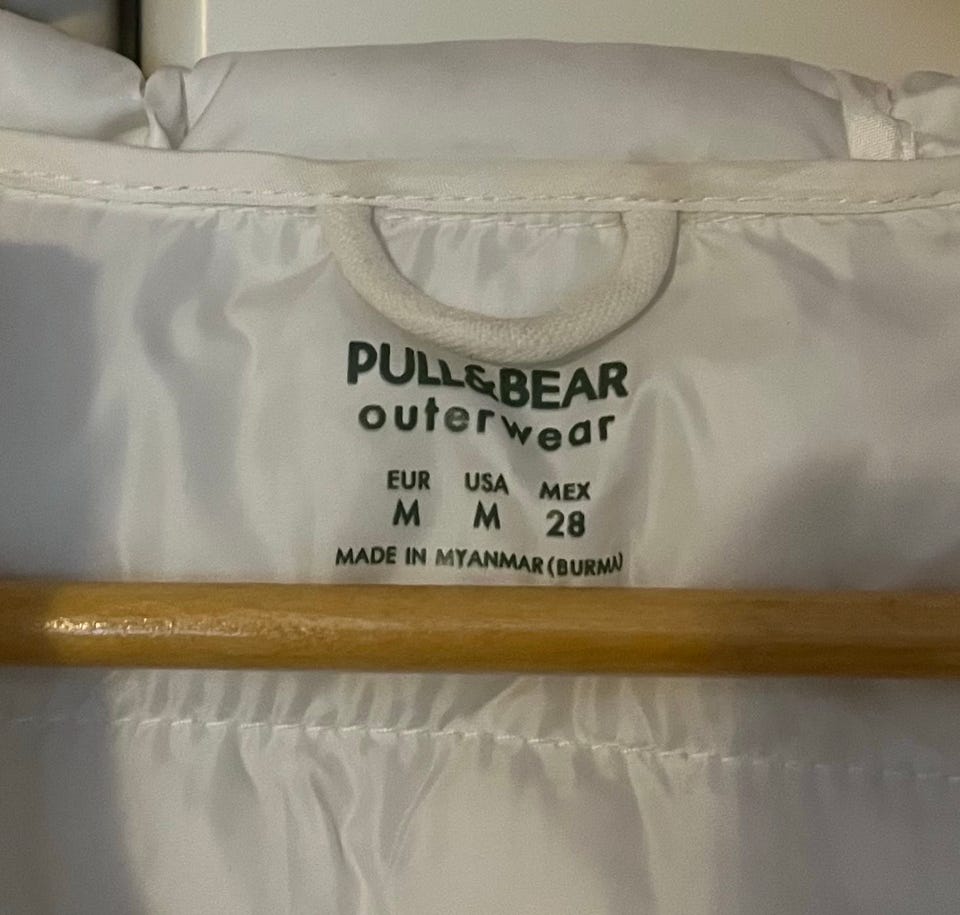 PULL&BEAR
outerwear
EUR USA MEX
M M 28
MADE IN MYANMAR (BURMA)